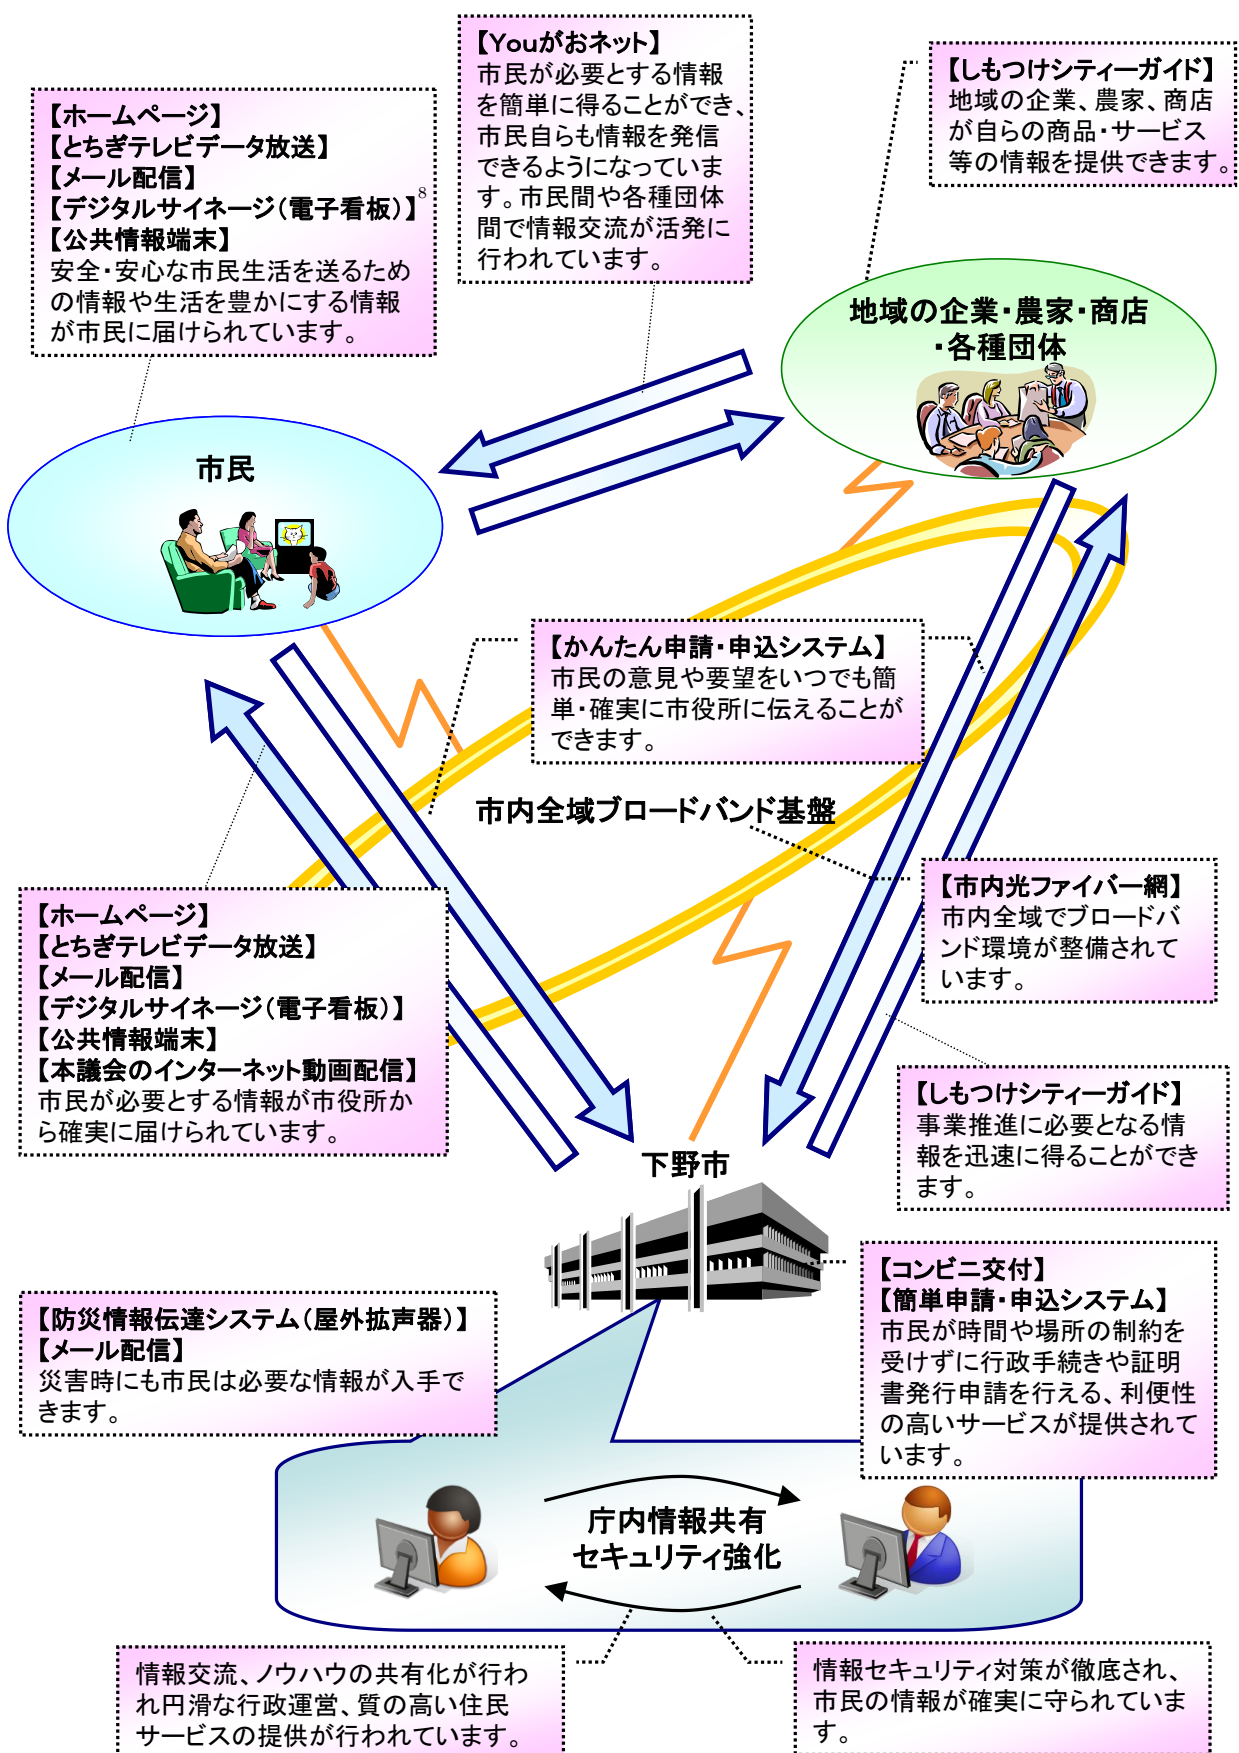 【Youがおネット】
市民が必要とする情報
を簡単に得ることができ、
市民自らも情報を発信
できるようになっていま
す。市民間や各種団体
間で情報交流が活発に
行われています。
【しもつけシティーガイド】
地域の企業、農家、商店
が自らの商品・サービス
等の情報を提供できます。
【ホームページ】
【とちぎテレビデータ放送】
【メール配信】
【デジタルサイネージ（電子看板）】8
【公共情報端末】
安全・安心な市民生活を送るため
の情報や生活を豊かにする情報
が市民に届けられています。
地域の企業・農家・商店
・各種団体
市民
【かんたん申請・申込システム】
市民の意見や要望をいつでも簡
単・確実に市役所に伝えることが
できます。
市内全域ブロードバンド基盤
【市内光ファイバー網】
市内全域でブロードバ
ンド環境が整備されて
います。
【ホームページ】
【とちぎテレビデータ放送】
【メール配信】
【デジタルサイネージ（電子看板）】
【公共情報端末】
【本議会のインターネット動画配信】
市民が必要とする情報が市役所か
ら確実に届けられています。
【しもつけシティーガイド】
事業推進に必要となる情
報を迅速に得ることができ
ます。
下野市
【コンビニ交付】
【簡単申請・申込システム】
市民が時間や場所の制約を
受けずに行政手続きや証明
書発行申請を行える、利便性
の高いサービスが提供されて
います。
【防災情報伝達システム（屋外拡声器）】
【メール配信】
災害時にも市民は必要な情報が入手で
きます。
庁内情報共有
セキュリティ強化
情報交流、ノウハウの共有化が行わ
れ円滑な行政運営、質の高い住民
サービスの提供が行われています。
情報セキュリティ対策が徹底され、
市民の情報が確実に守られていま
す。